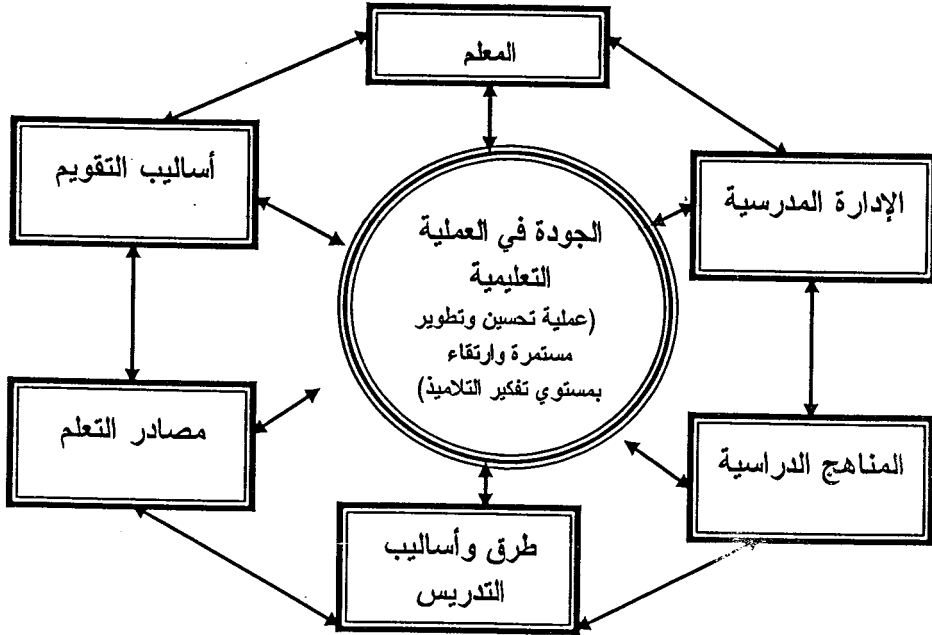 المعلم
أساليب التقويم
الإدارة المدرسية
الجودة في العملية
التعليمية
(عملية تحسين وتطوير
مستمرة وارتقاء
بمستوي تفكير التلاميذ)
مصادر التعلم
المناهج الدراسية
طرق وأساليب
التدريس